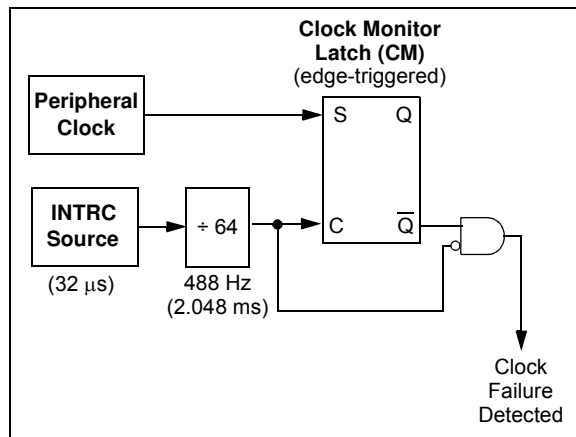 Clock Monitor
Latch (CM)
(edge-triggered)
Peripheral
Clock
S Q
INTRC
Source
÷ 64
C Q̅
(32 μs)
488 Hz
(2.048 ms)
Clock
Failure
Detected